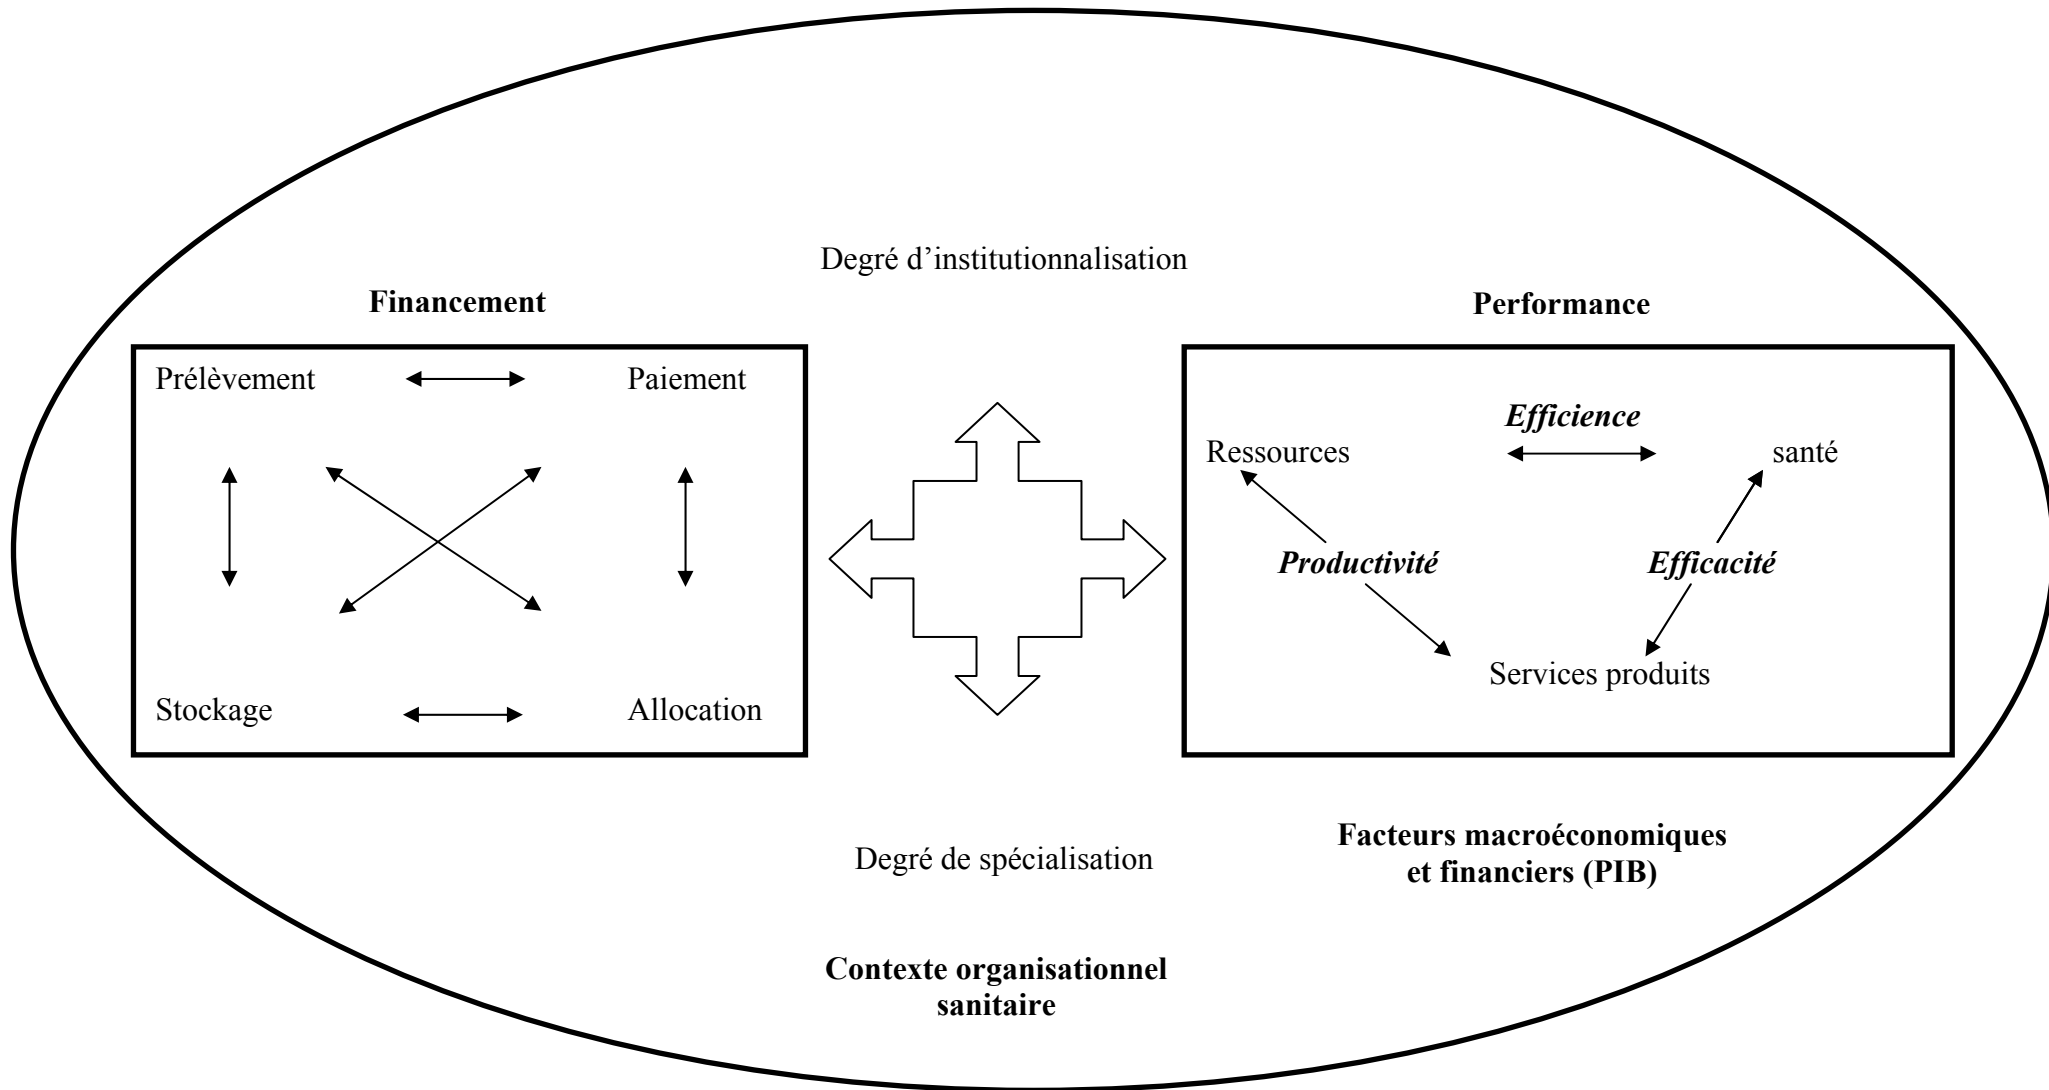 Degré d’institutionnalisation
Financement
Performance
Prélèvement
Paiement
Efficience
Ressources
santé
Productivité
Efficacité
Services produits
Stockage
Allocation
Degré de spécialisation
Facteurs macroéconomiques
et financiers (PIB)
Contexte organisationnel
sanitaire